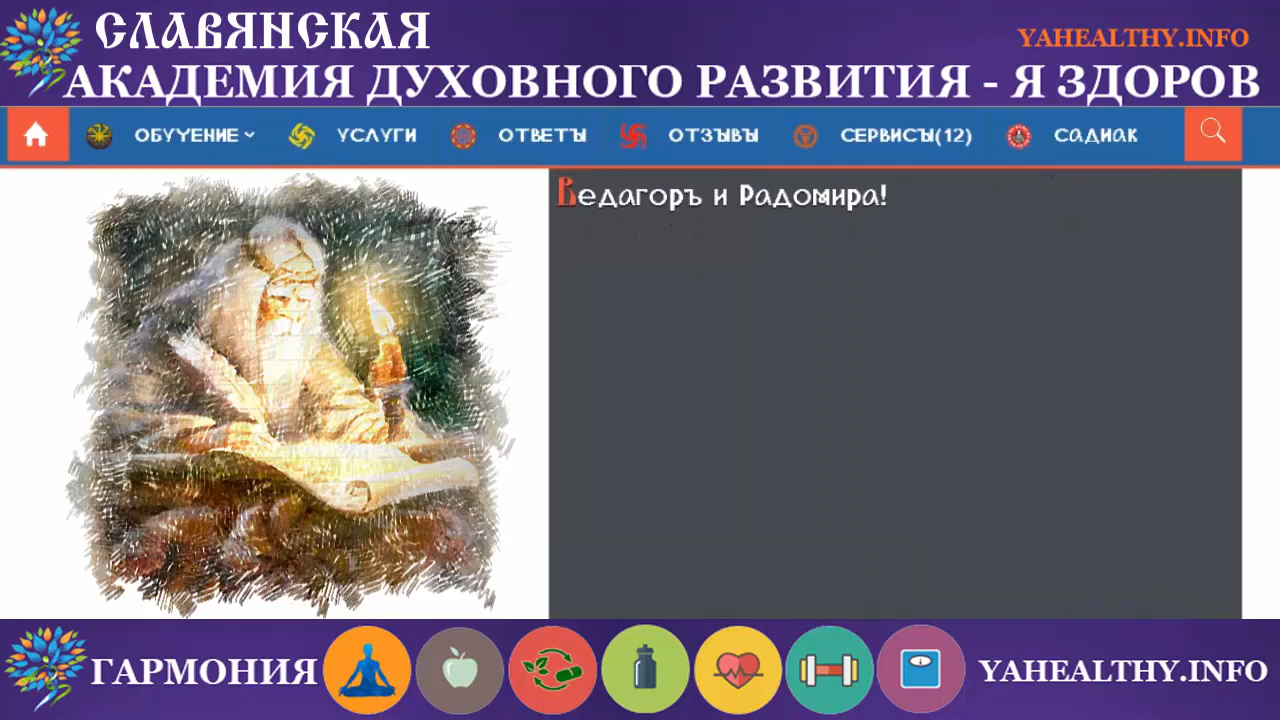 СЛАВЯНСКАЯ
YAHEALTHY.INFO
АКАДЕМИЯ ДУХОВНОГО РАЗВИТИЯ - Я ЗДОРОВ
ОБУЧЕНИЕ УСЛУГИ ОТВЕТЫ ОТЗЫВЫ СЕРВИСЫ(12) САДИАК
Ведагоръ и Радомира!
ГАРМОНИЯ YAHEALTHY.INFO